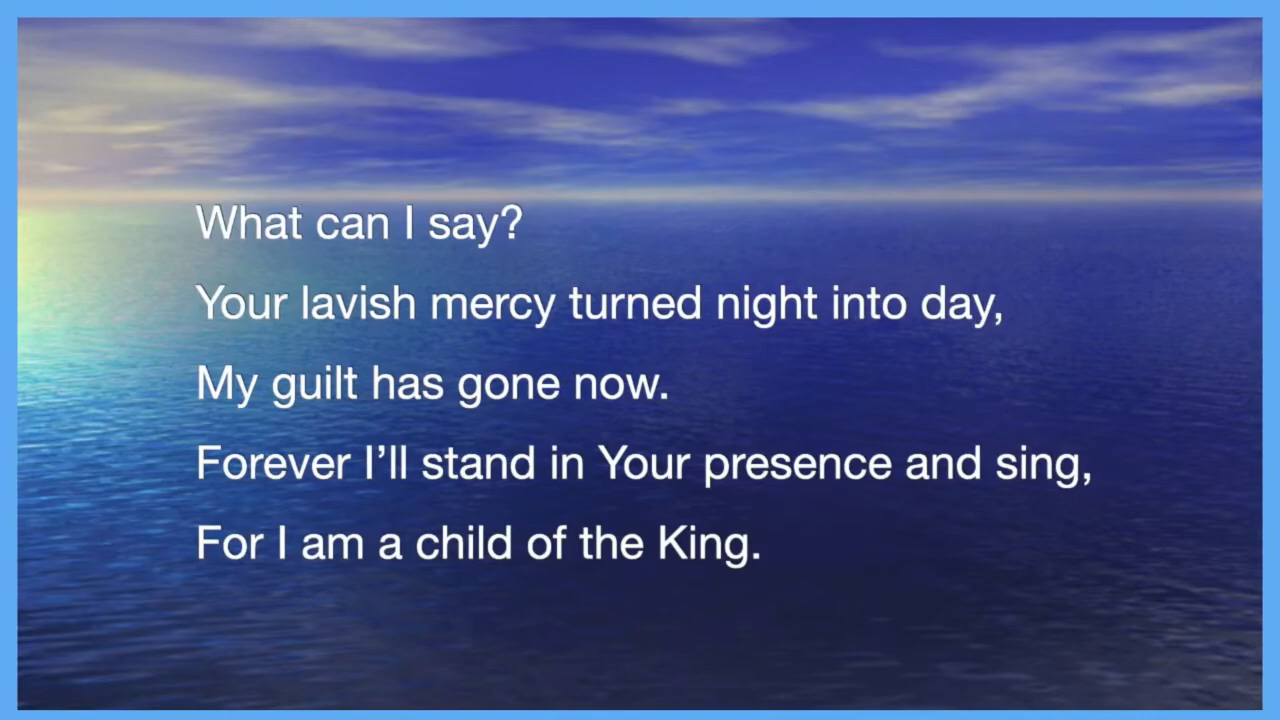 What can I say?
Your lavish mercy turned night into day,
My guilt has gone now.
Forever I’ll stand in Your presence and sing,
For I am a child of the King.